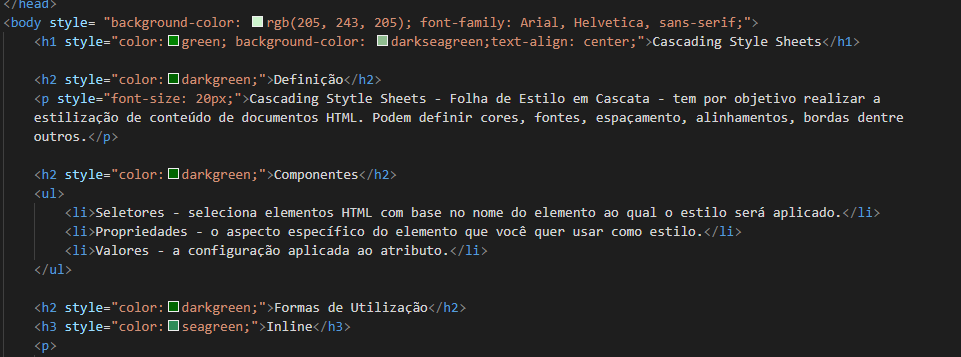 </head>
<body style= "background-color: rgb(205, 243, 205); font-family: Arial, Helvetica, sans-serif;">
<h1 style="color:green; background-color: darkseagreen;text-align: center;">Cascading Style Sheets</h1>
<h2 style="color:darkgreen;">Definição</h2>
<p style="font-size: 20px;">Cascading Stytle Sheets - Folha de Estilo em Cascata - tem por objetivo realizar a
estilização de conteúdo de documentos HTML. Podem definir cores, fontes, espaçamento, alinhamentos, bordas dentre
outros.</p>
<h2 style="color:darkgreen;">Componentes</h2>
<ul>
<li>Seletores - seleciona elementos HTML com base no nome do elemento ao qual o estilo será aplicado.</li>
<li>Propriedades - o aspecto específico do elemento que você quer usar como estilo.</li>
<li>Valores - a configuração aplicada ao atributo.</li>
</ul>
<h2 style="color:darkgreen;">Formas de Utilização</h2>
<h3 style="color:seagreen;">Inline</h3>
<p>